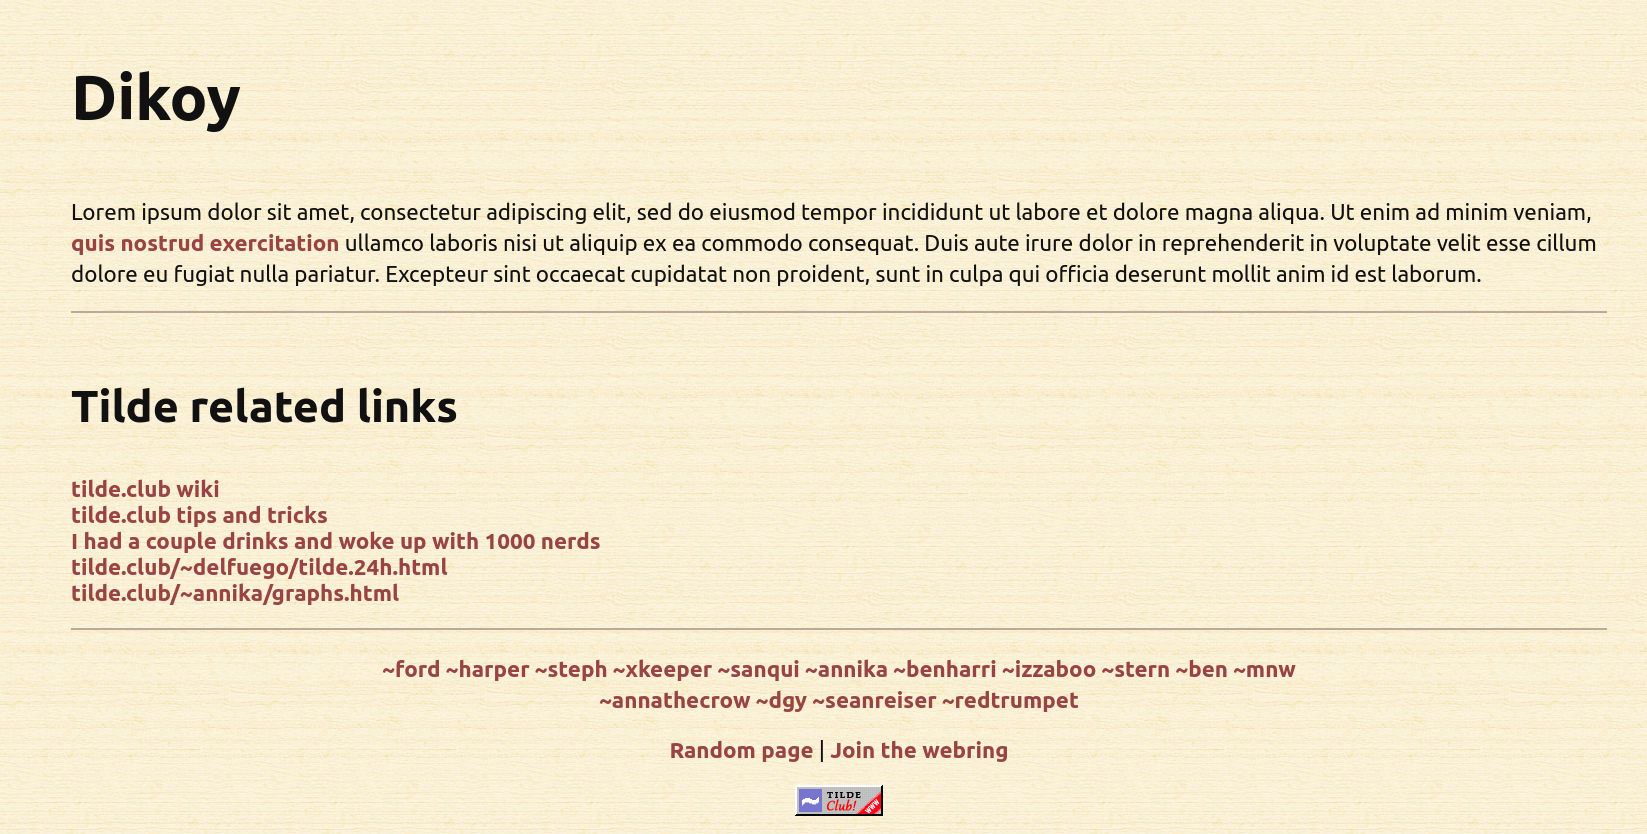 Dikoy
Lorem ipsum dolor sit amet, consectetur adipiscing elit, sed do eiusmod tempor incididunt ut labore et dolore magna aliqua. Ut enim ad minim veniam,
quis nostrud exercitation ullamco laboris nisi ut aliquip ex ea commodo consequat. Duis aute irure dolor in reprehenderit in voluptate velit esse cillum
dolore eu fugiat nulla pariatur. Excepteur sint occaecat cupidatat non proident, sunt in culpa qui officia deserunt mollit anim id est laborum.
Tilde related links
tilde.club wiki
tilde.club tips and tricks
I had a couple drinks and woke up with 1000 nerds
tilde.club/~delfuego/tilde.24h.html
tilde.club/~annika/graphs.html
~ford ~harper ~steph ~xkeeper ~sanqui ~annika ~benharri ~izzaboo ~stern ~ben ~mnw
~annathecrow ~dgy ~seanreiser ~redtrumpet
Random page | Join the webring
~ TILDE
Club! WWW